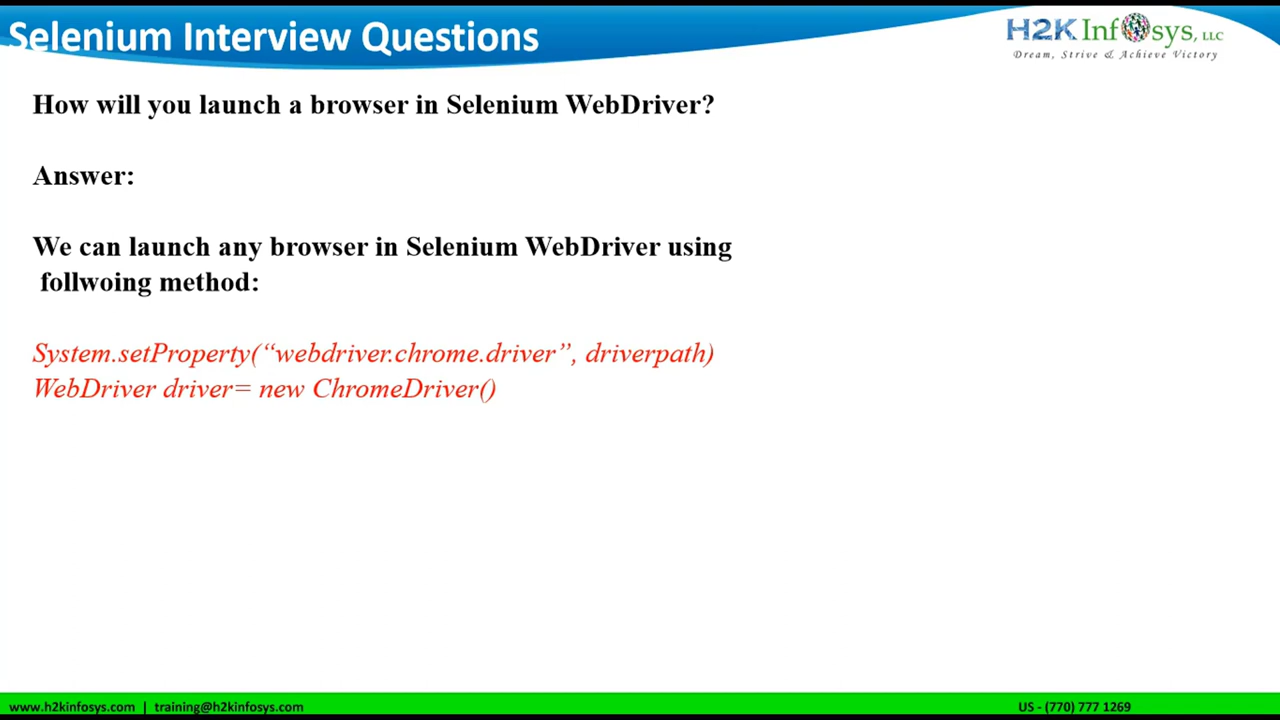 Selenium Interview Questions
H2K Infosys, LLC
Dream, Strive & Achieve Victory
How will you launch a browser in Selenium WebDriver?
Answer:
We can launch any browser in Selenium WebDriver using
follwoing method:
System.setProperty(“webdriver.chrome.driver”, driverpath)
WebDriver driver= new ChromeDriver()
www.h2kinfosys.com | training@h2kinfosys.com
US - (770) 777 1269